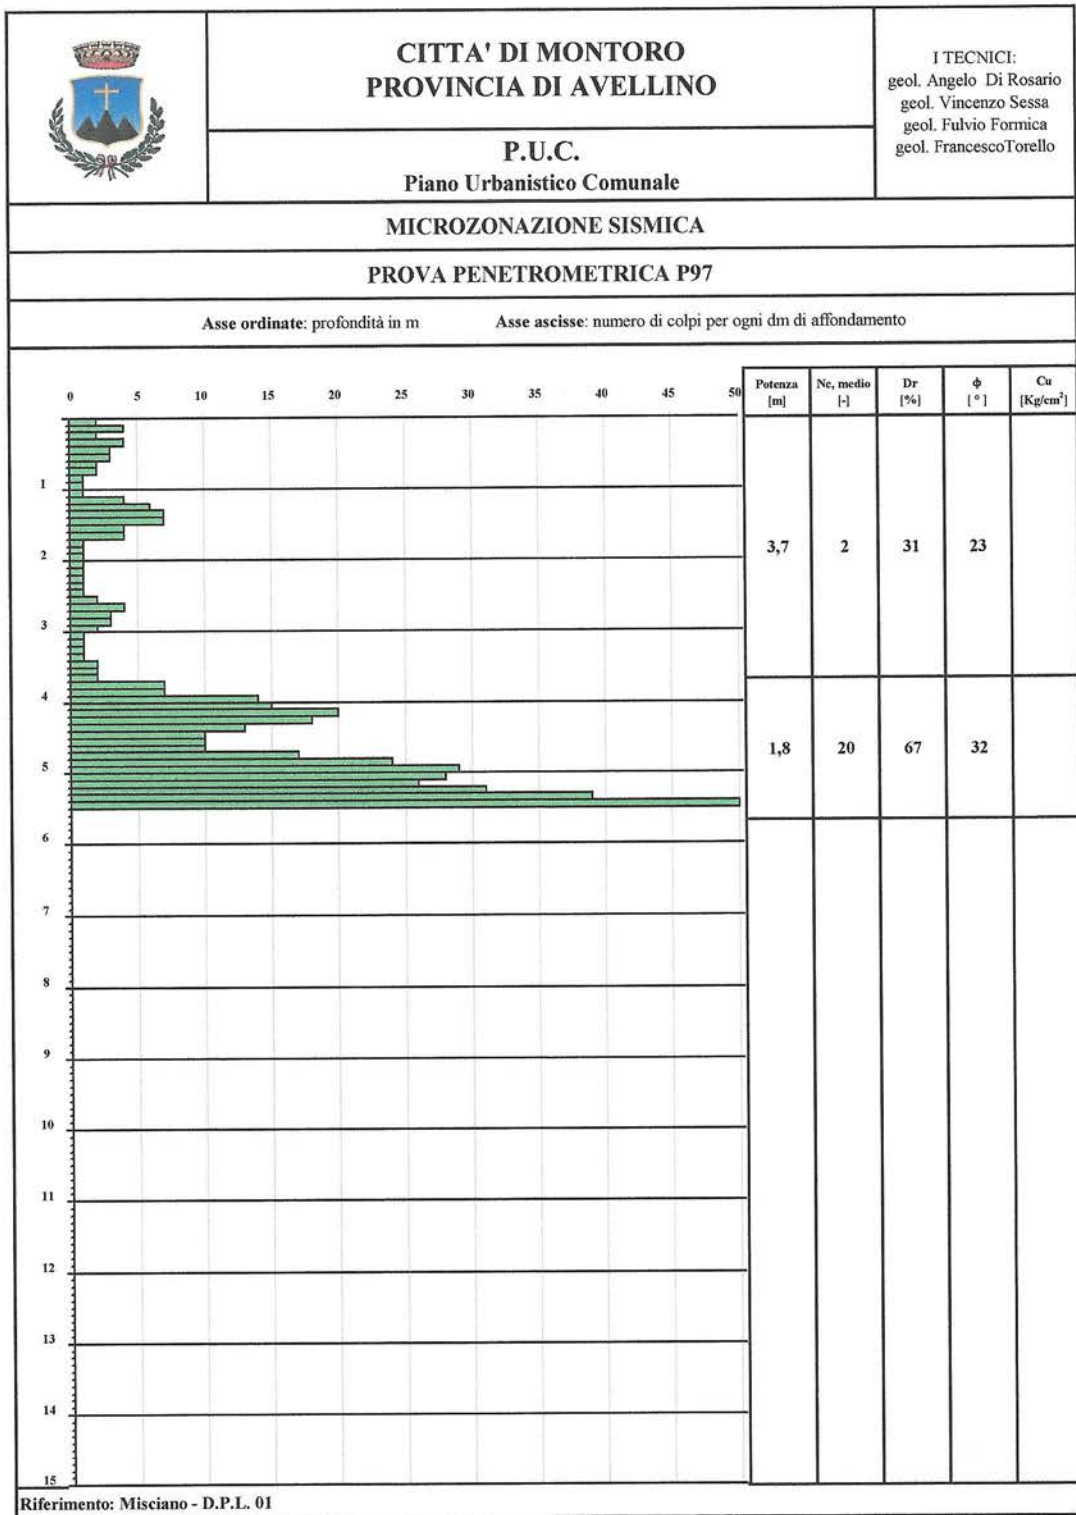 CITTA' DI MONTORO
PROVINCIA DI AVELLINO
I TECNICI:
geol. Angelo Di Rosario
geol. Vincenzo Sessa
geol. Fulvio Formica
geol. FrancescoTorello
P.U.C.
Piano Urbanistico Comunale
MICROZONAZIONE SISMICA
PROVA PENETROMETRICA P97
Asse ordinate: profondità in m Asse ascisse: numero di colpi per ogni dm di affondamento
0 5 10 15 20 25 30 35 40 45 50
Potenza Nc, medio Dr ϕ Cu
[m] [-] [%] [°] [Kg/cm²]
1
2
3,7 2 31 23
3
4
1,8 20 67 32
5
6
7
8
9
10
11
12
13
14
15
Riferimento: Misciano - D.P.L. 01